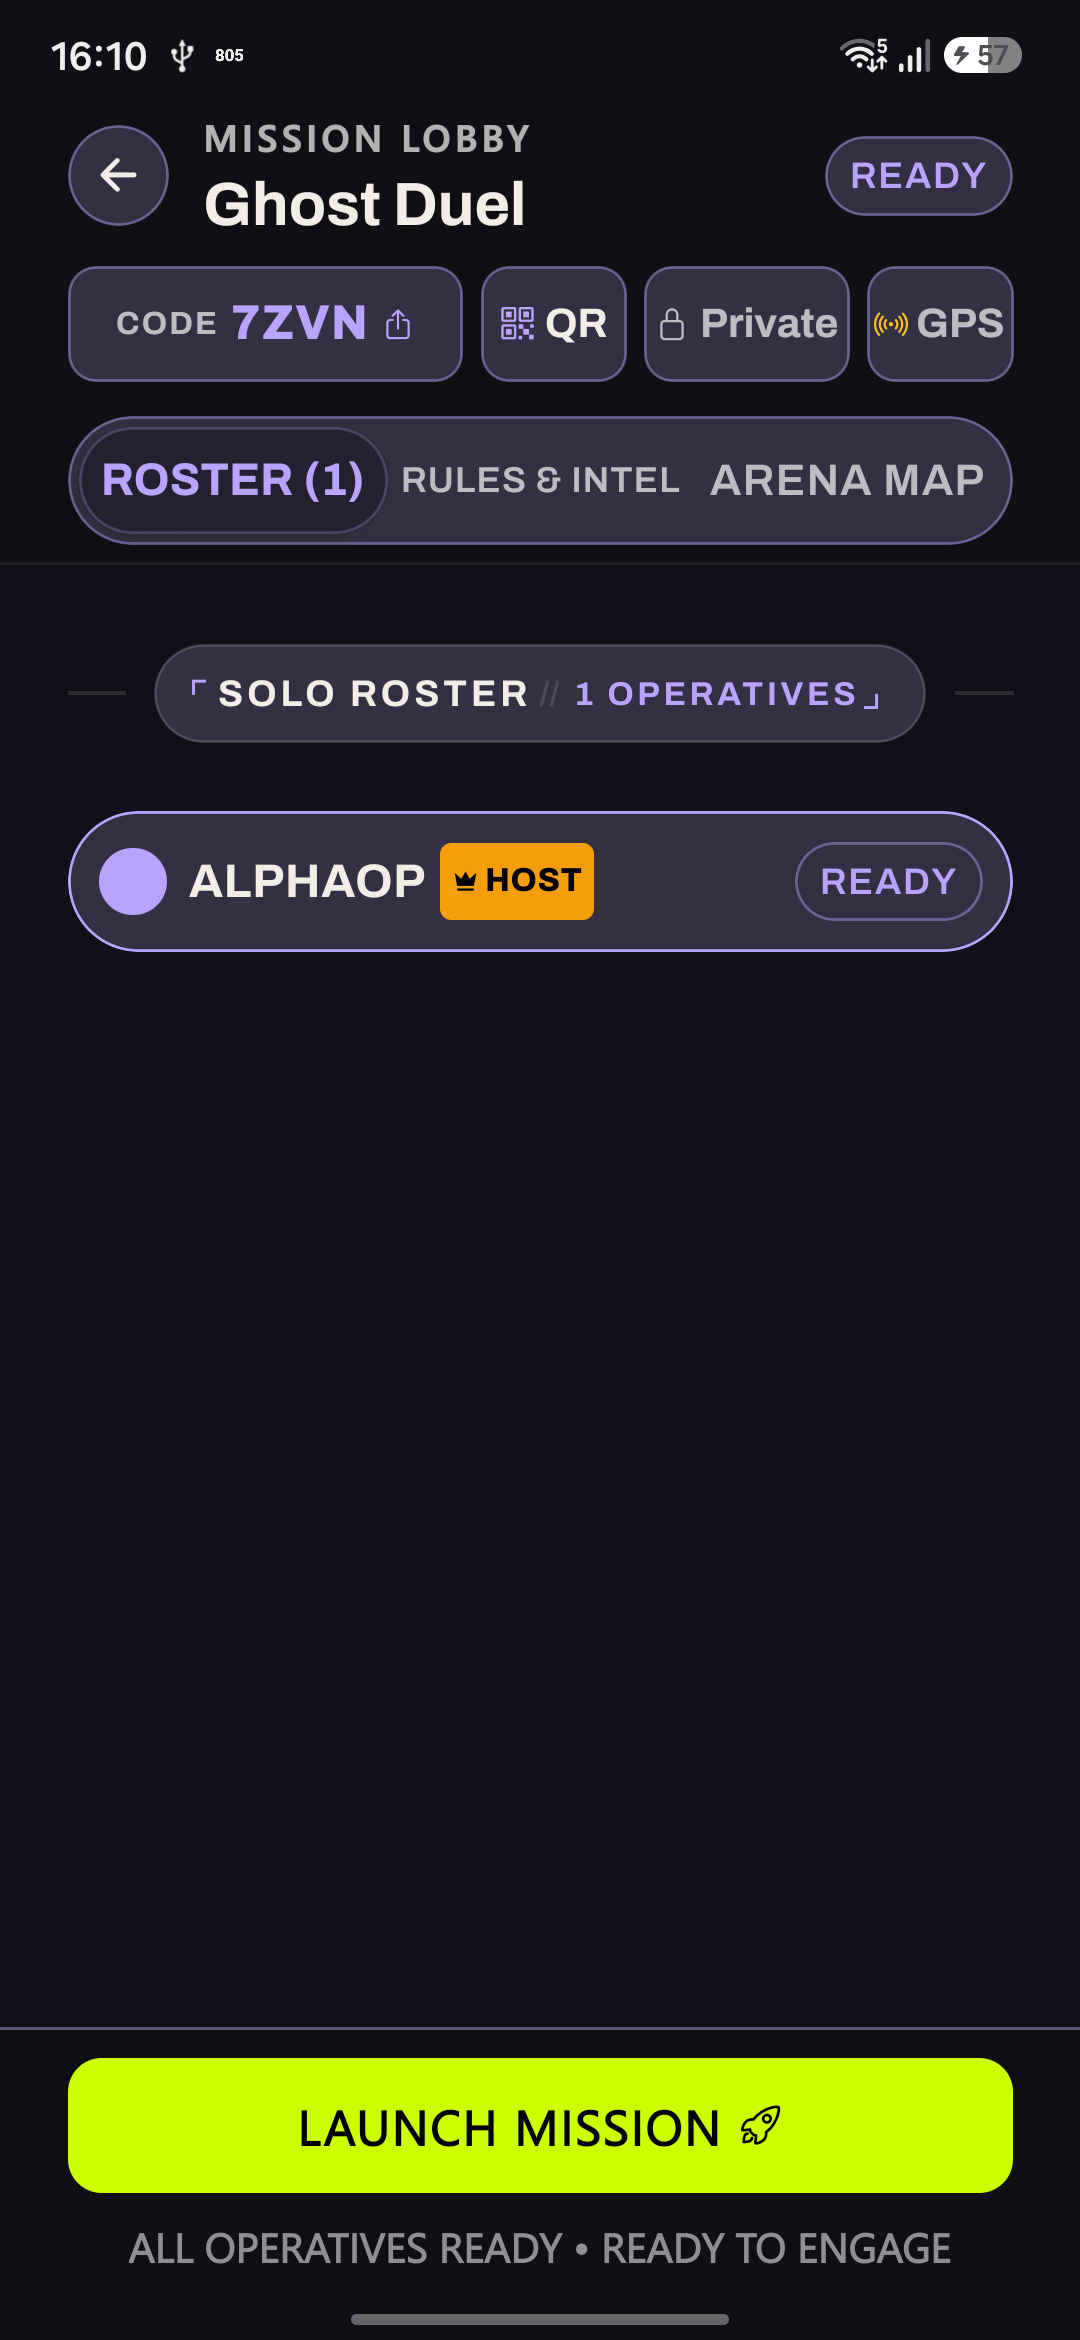 16:10 805 5 57
MISSION LOBBY
Ghost Duel
READY
CODE 7ZVN QR Private GPS
ROSTER (1) RULES & INTEL ARENA MAP
「 SOLO ROSTER // 1 OPERATIVES 」
ALPHAOP HOST READY
LAUNCH MISSION
ALL OPERATIVES READY • READY TO ENGAGE